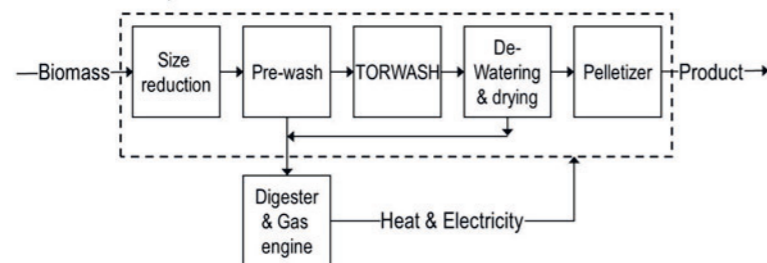 Biomass
Size
reduction
Pre-wash
TORWASH
De-
Watering
& drying
Pelletizer
Product
Digester
& Gas
engine
Heat & Electricity